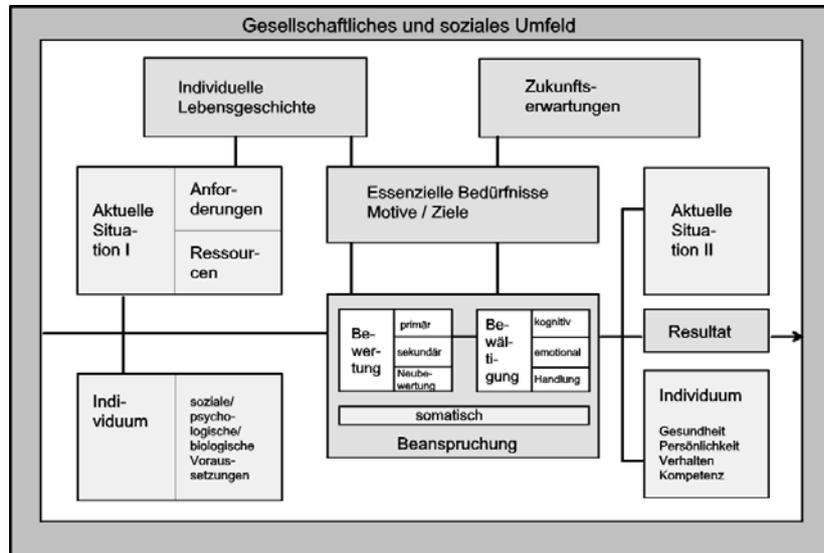 Gesellschaftliches und soziales Umfeld
Individuelle
Lebensgeschichte
Zukunfts-
erwartungen
Aktuelle
Situa-
tion I
Anfor-
derungen
Ressour-
cen
Essenzielle Bedürfnisse
Motive / Ziele
Aktuelle
Situa-
tion II
Be-
wer-
tung
primär
sekundär
Neube-
wertung
Be-
wäl-
ti-
gung
kognitiv
emotional
Handlung
somatisch
Beanspruchung
Resultat
Indi-
viduum
soziale/
psycho-
logische/
biologische
Voraus-
setzungen
Individuum
Gesundheit
Persönlichkeit
Verhalten
Kompetenz